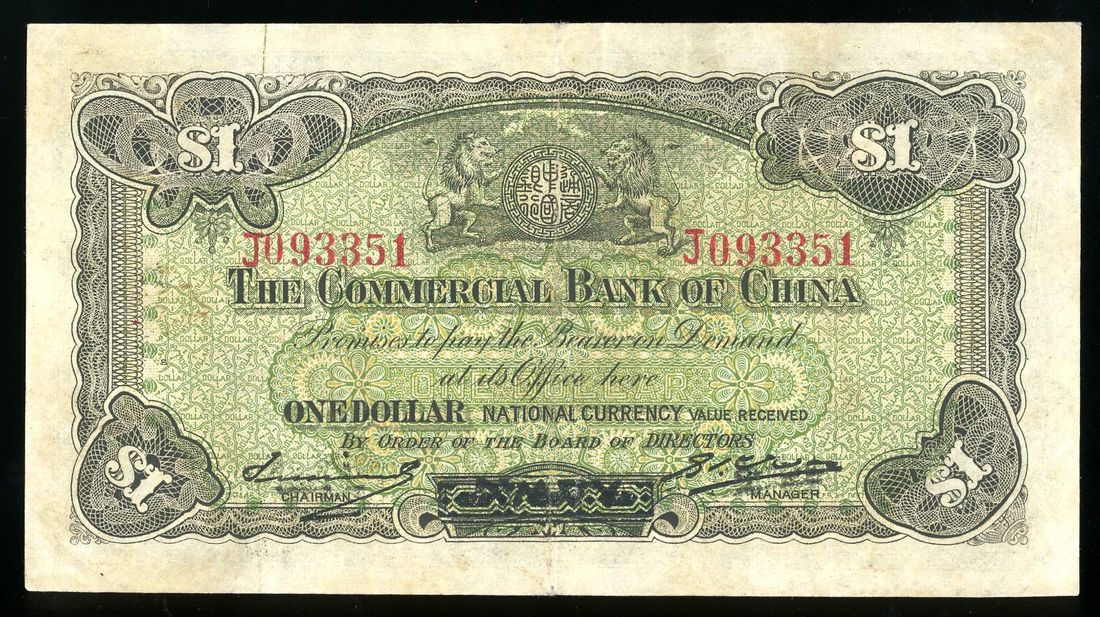 $1 $1
J093351 J093351
THE COMMERCIAL BANK OF CHINA
Promises to pay the Bearer on Demand
at its Office here
ONE DOLLAR NATIONAL CURRENCY VALUE RECEIVED
BY ORDER OF THE BOARD OF DIRECTORS
CHAIRMAN MANAGER
$1 $1